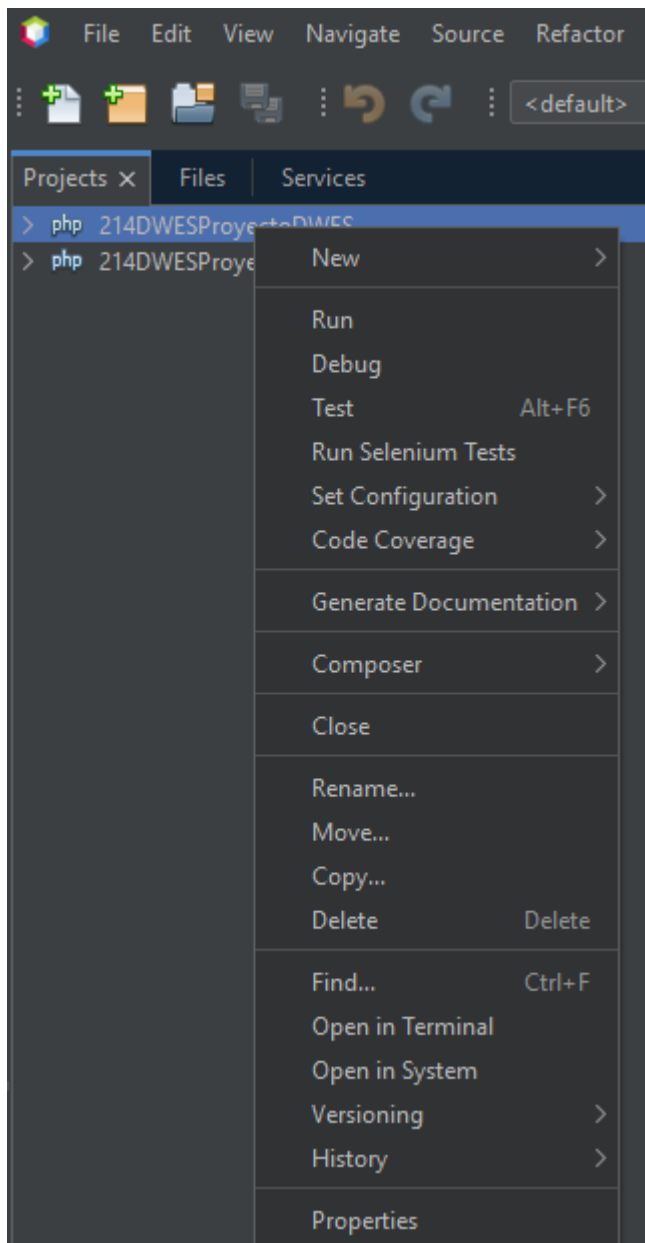 File Edit View Navigate Source Refactor
<default>
Projects Files Services
php 214DWESProyectoDWES
php 214DWESProye
New
Run
Debug
Test Alt+F6
Run Selenium Tests
Set Configuration
Code Coverage
Generate Documentation
Composer
Close
Rename...
Move...
Copy...
Delete Delete
Find... Ctrl+F
Open in Terminal
Open in System
Versioning
History
Properties